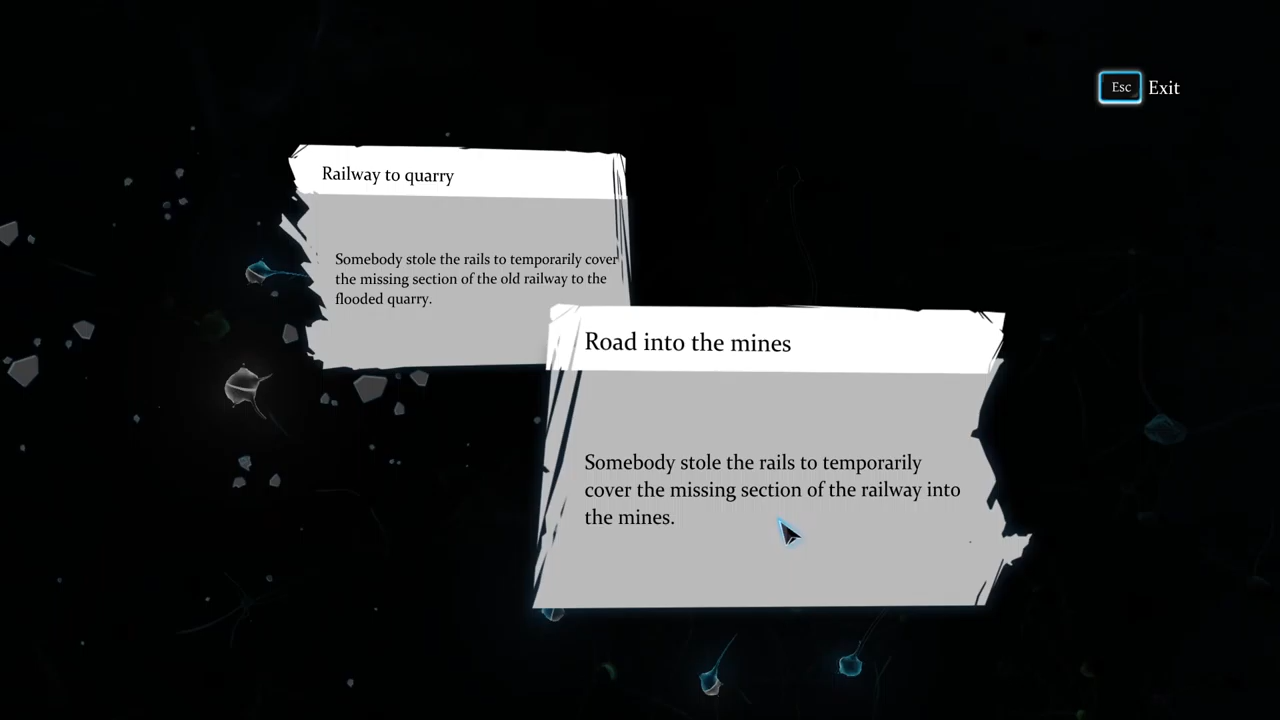 Esc Exit
Railway to quarry
Somebody stole the rails to temporarily cover
the missing section of the old railway to the
flooded quarry.
Road into the mines
Somebody stole the rails to temporarily
cover the missing section of the railway into
the mines.